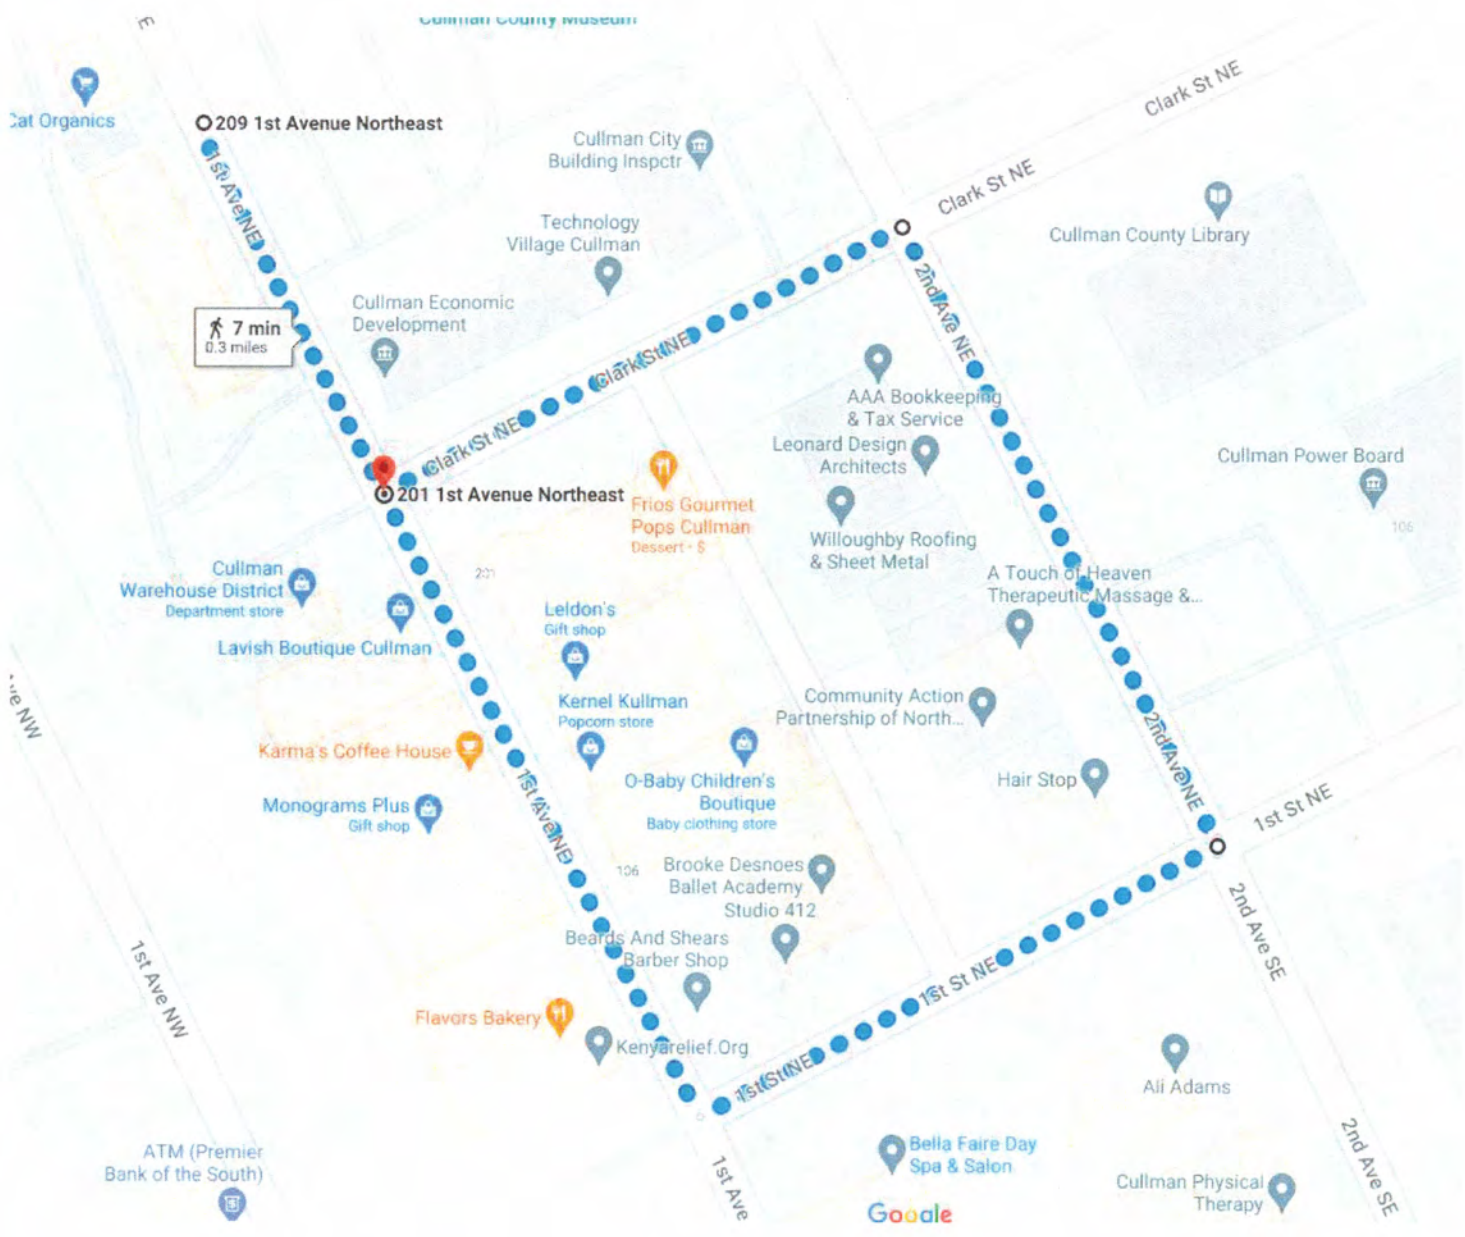 Cullman County Museum
E
Cat Organics
209 1st Avenue Northeast
1st Ave NE
Cullman City
Building Inspctr
Clark St NE
Clark St NE
Cullman County Library
Technology
Village Cullman
2nd Ave NE
Cullman Economic
Development
7 min
0.3 miles
Clark St NE
Clark St NE
AAA Bookkeeping
& Tax Service
Leonard Design
Architects
Cullman Power Board
106
201 1st Avenue Northeast
Frios Gourmet
Pops Cullman
Dessert · $
Willoughby Roofing
& Sheet Metal
201
A Touch of Heaven
Therapeutic Massage &...
Cullman
Warehouse District
Department store
Lavish Boutique Cullman
Leldon's
Gift shop
Kernel Kullman
Popcorn store
Community Action
Partnership of North...
ve NW
Karma's Coffee House
O-Baby Children's
Boutique
Baby clothing store
Hair Stop
2nd Ave NE
1st St NE
Monograms Plus
Gift shop
1st Ave NE
106
Brooke Desnoes
Ballet Academy
Studio 412
Beards And Shears
Barber Shop
2nd Ave SE
1st St NE
1st Ave NW
Flavors Bakery
Kenyarelief.Org
1st St NE
Ali Adams
ATM (Premier
Bank of the South)
Bella Faire Day
Spa & Salon
1st Ave
Cullman Physical
Therapy
2nd Ave SE
Google